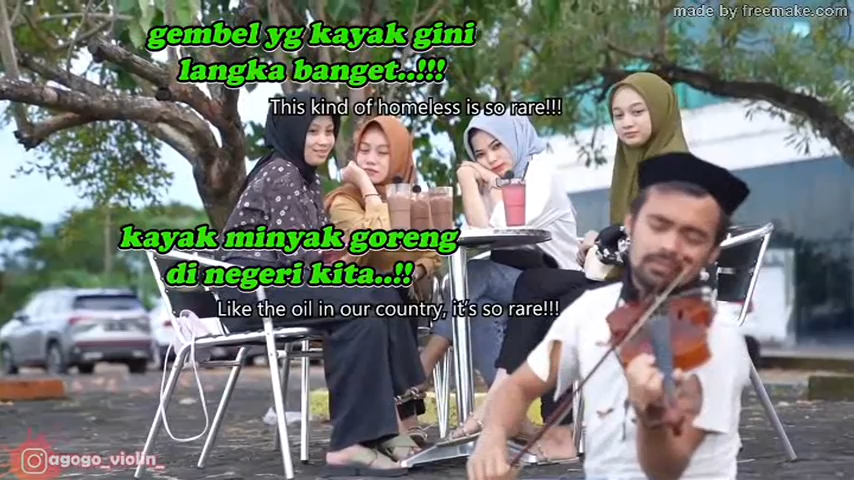 made by freemake.com
gembel yg kayak gini
langka banget..!!!
This kind of homeless is so rare!!!
kayak minyak goreng
di negeri kita..!!
Like the oil in our country, it's so rare!!!
agogo_violin_